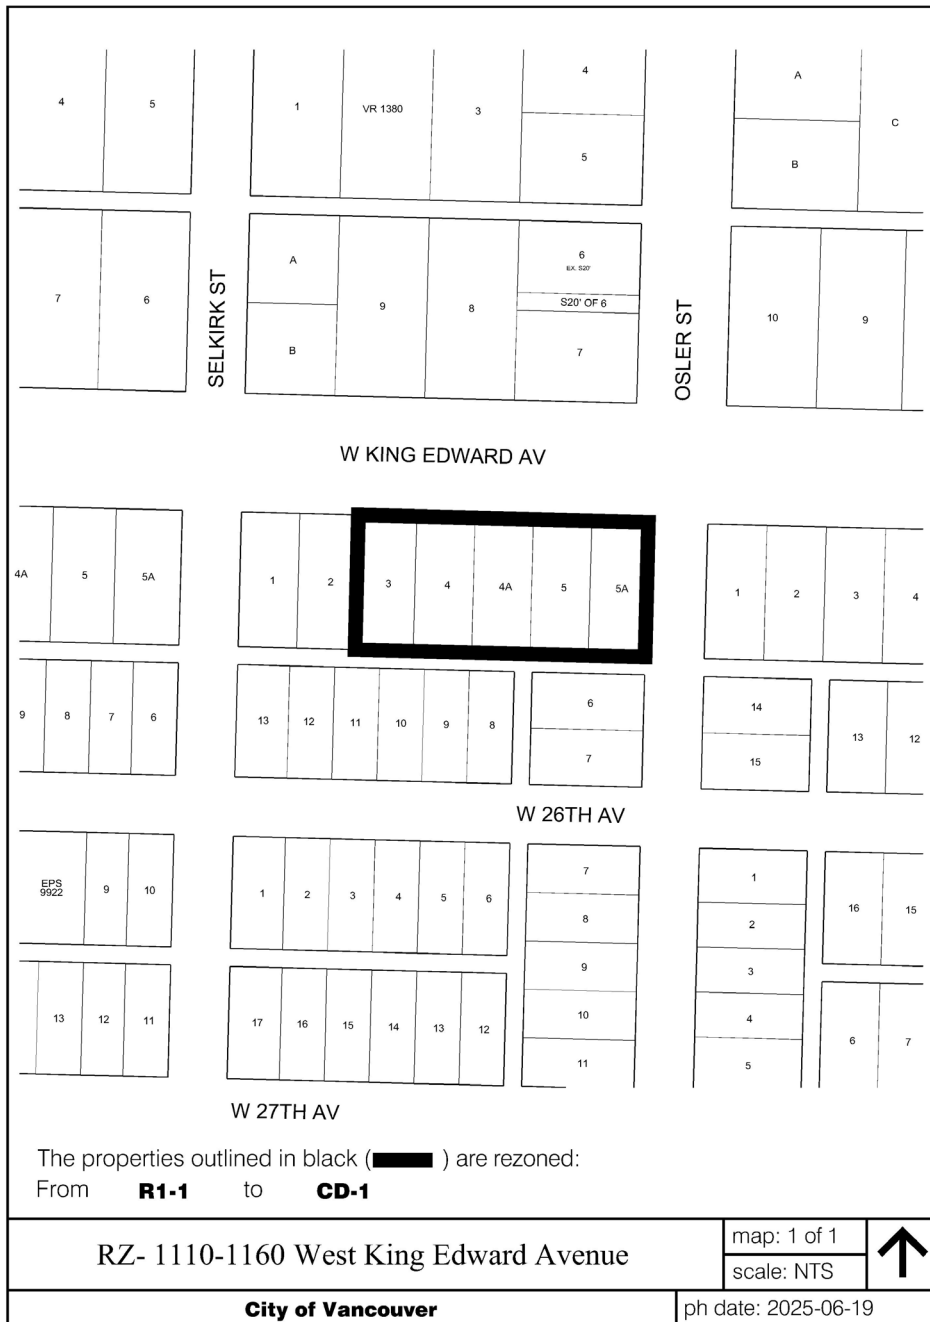 4 5 1 VR 1380 3 4 A C
5 B
7 6 SELKIRK ST A 9 8 6 OSLER ST 10 9
EX. S20'
S20' OF 6
B 7
W KING EDWARD AV
4A 5 5A 1 2 3 4 4A 5 5A 1 2 3 4
9 8 7 6 13 12 11 10 9 8 6 14 13 12
7 15
W 26TH AV
EPS
9922
9 10 1 2 3 4 5 6 7 1 16 15
8 2
9 3
13 12 11 17 16 15 14 13 12 10 4 6 7
11 5
W 27TH AV
The properties outlined in black ( ) are rezoned:
From R1-1 to CD-1
RZ- 1110-1160 West King Edward Avenue
map: 1 of 1
scale: NTS
City of Vancouver
ph date: 2025-06-19